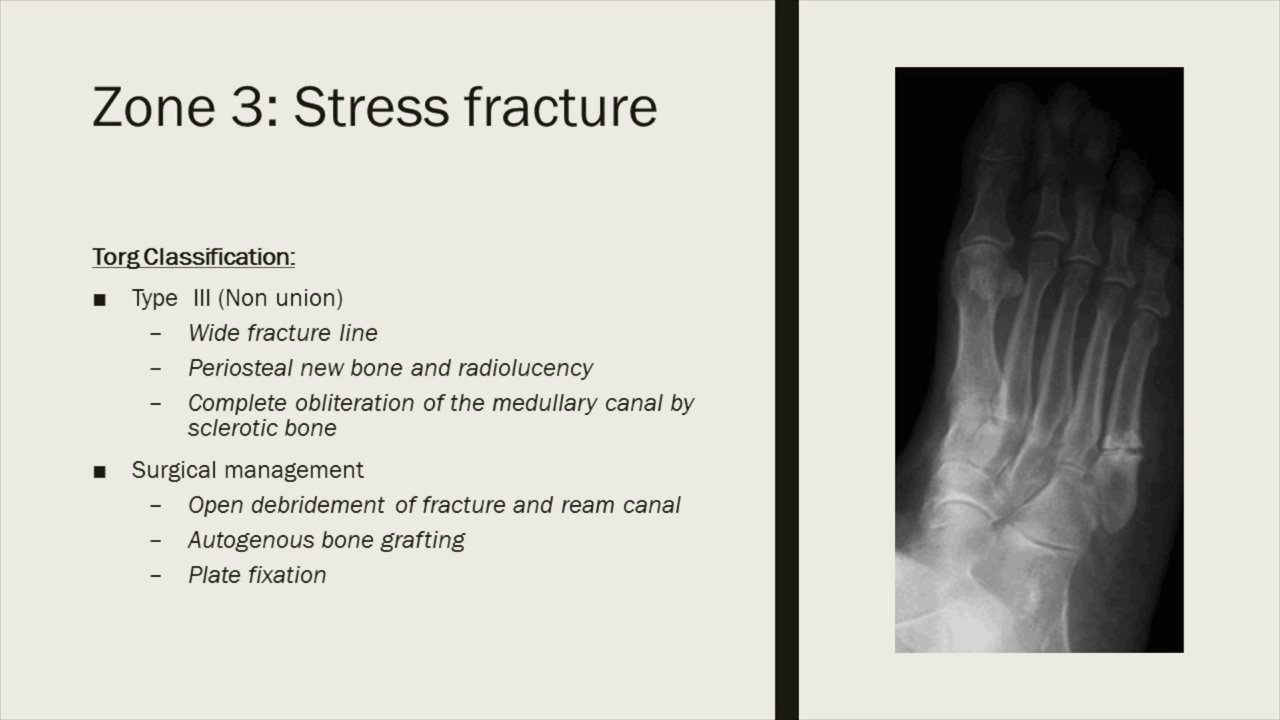 Zone 3: Stress fracture
Torg Classification:
■ Type III (Non union)
– Wide fracture line
– Periosteal new bone and radiolucency
– Complete obliteration of the medullary canal by
sclerotic bone
■ Surgical management
– Open debridement of fracture and ream canal
– Autogenous bone grafting
– Plate fixation